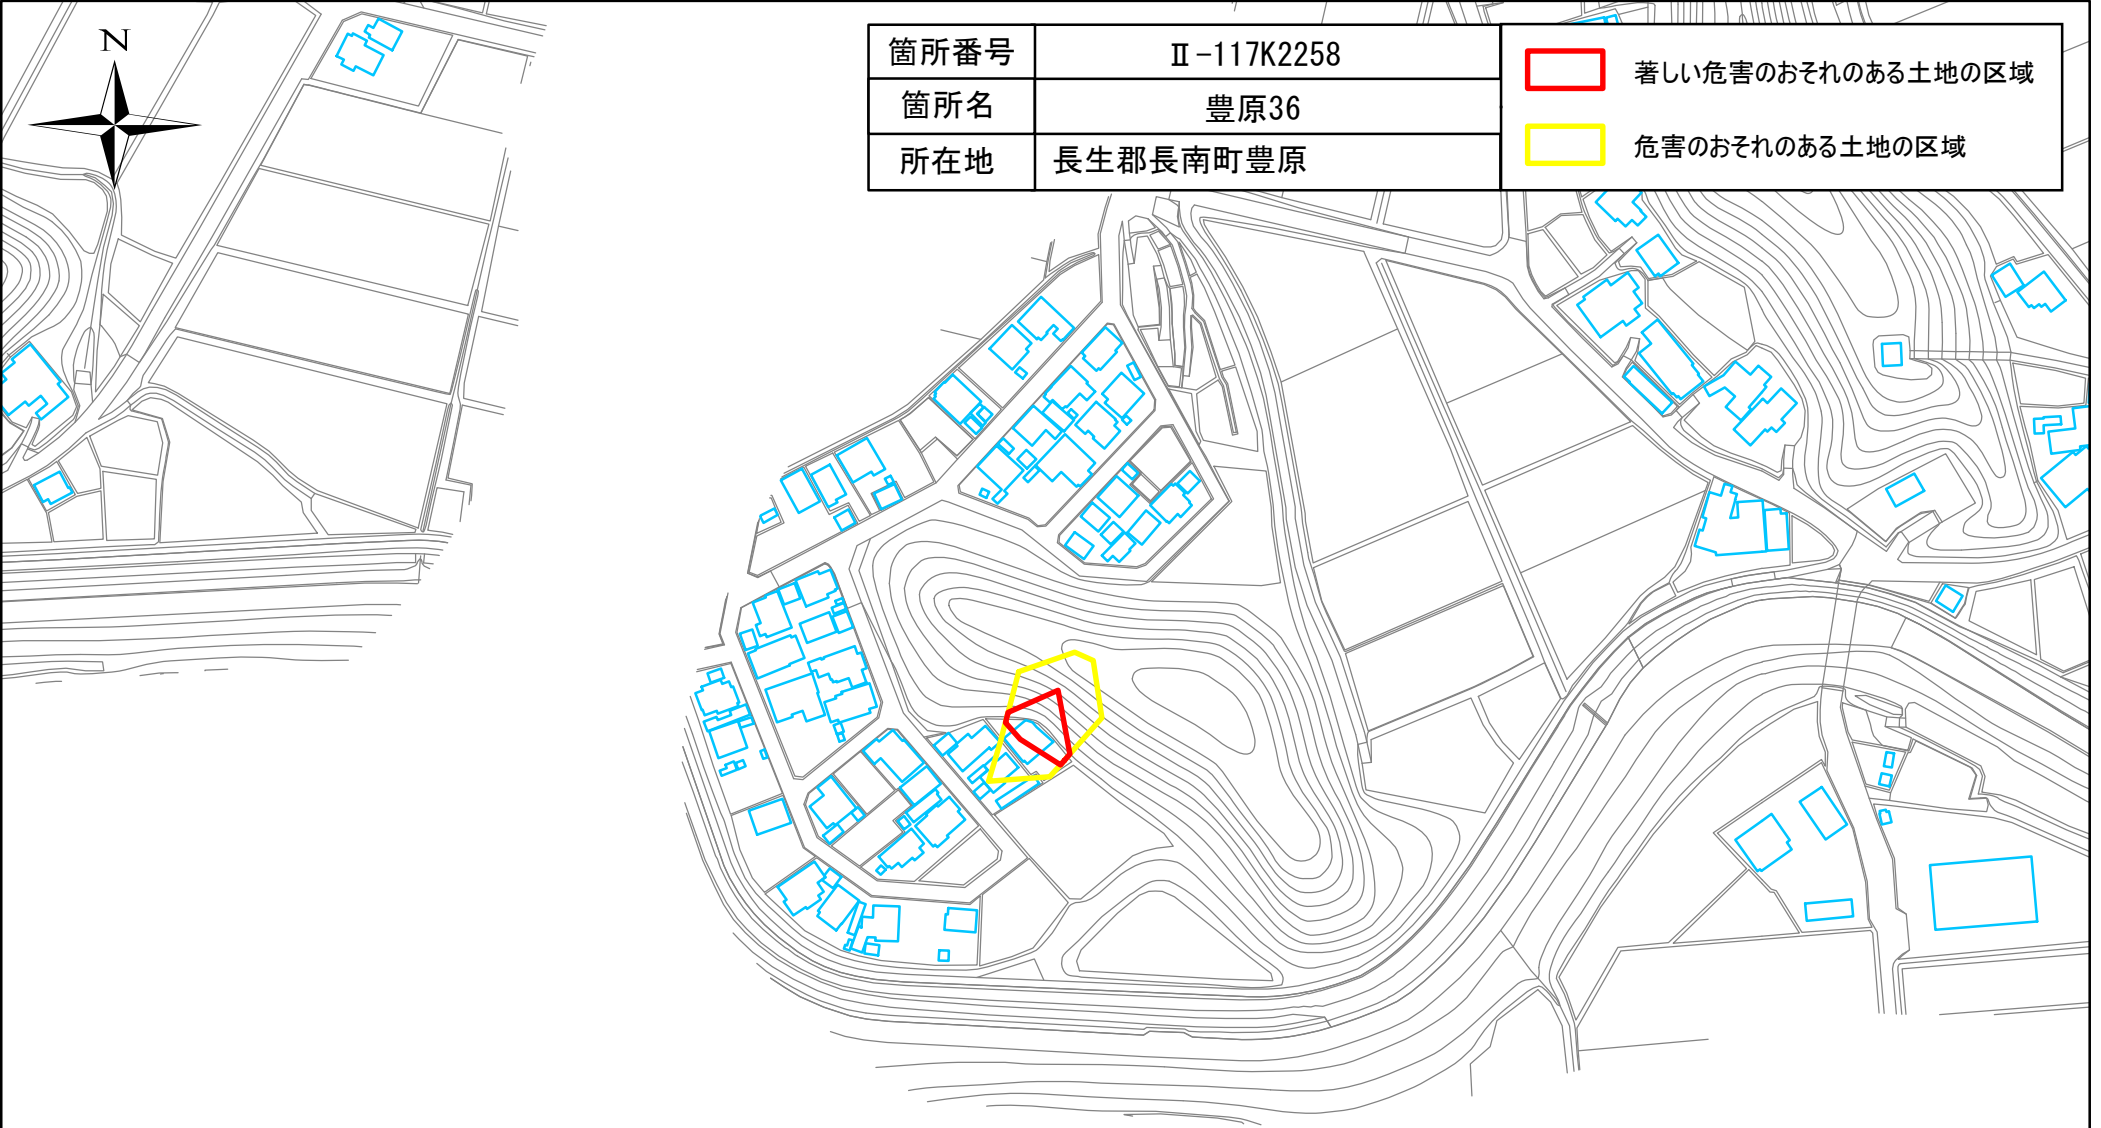 N
箇所番号 Ⅱ-117K2258
箇所名 豊原36
所在地 長生郡長南町豊原
著しい危害のおそれのある土地の区域
危害のおそれのある土地の区域